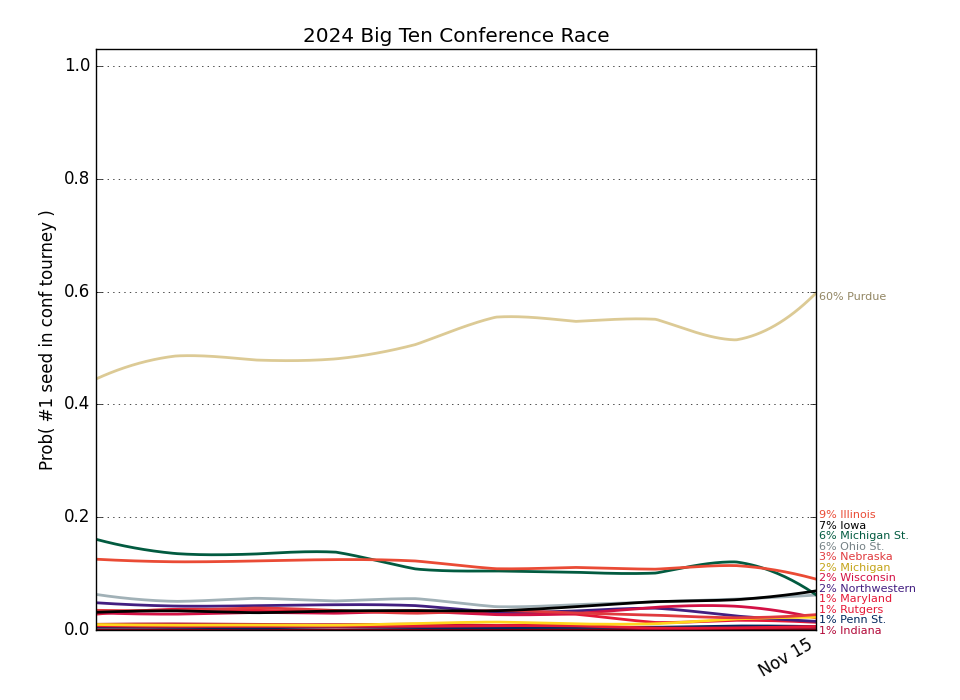 2024 Big Ten Conference Race
1.0
0.8
0.6
0.4
0.2
0.0
Prob( #1 seed in conf tourney )
Nov 15
60% Purdue
9% Illinois
7% Iowa
6% Michigan St.
6% Ohio St.
3% Nebraska
2% Michigan
2% Wisconsin
2% Northwestern
1% Maryland
1% Rutgers
1% Penn St.
1% Indiana